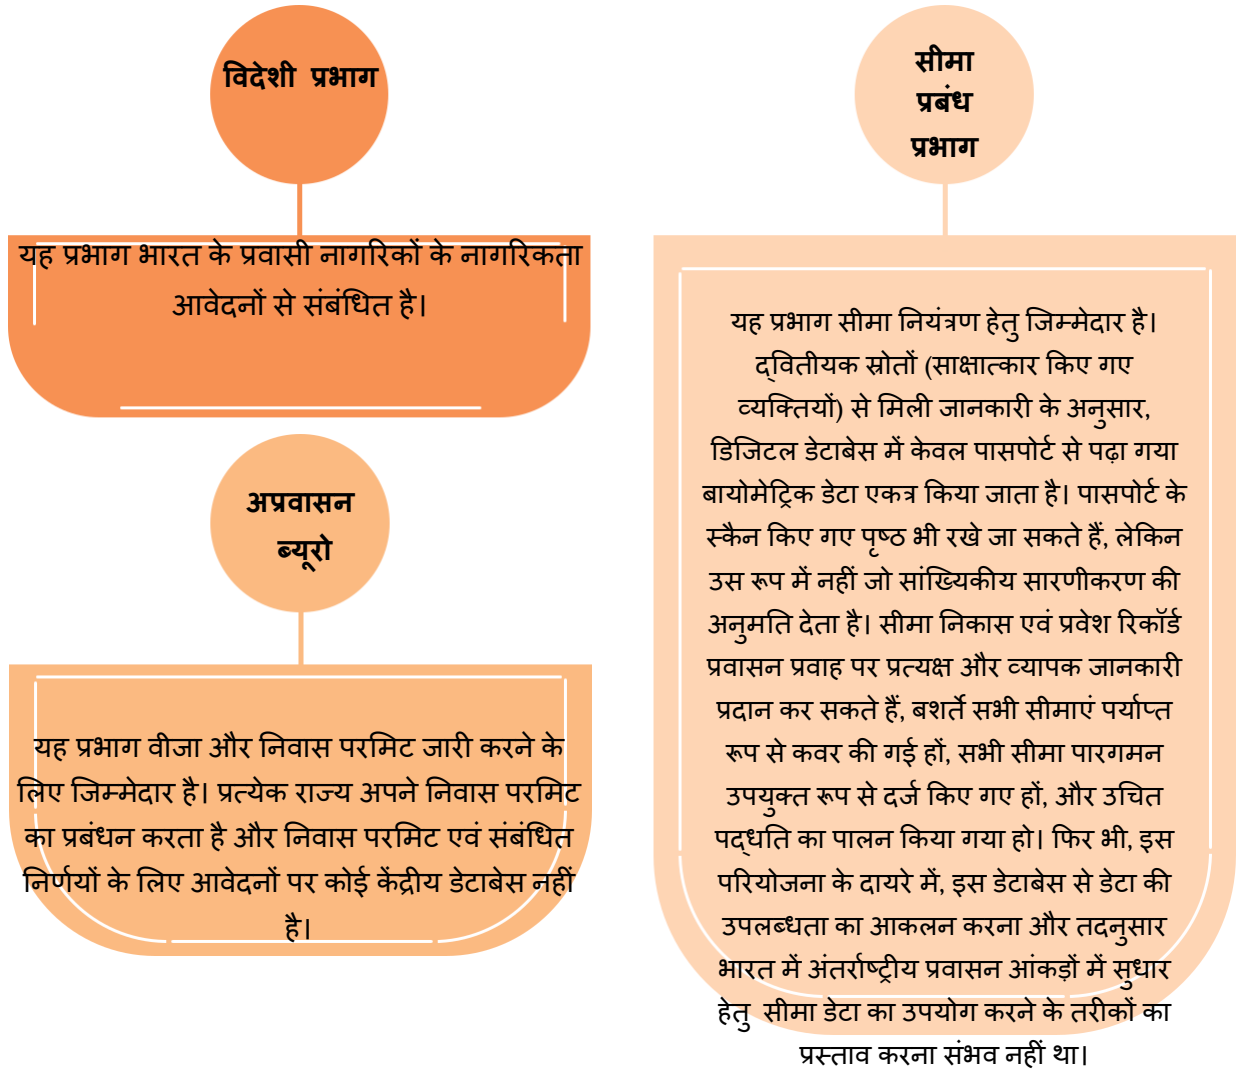 विदेशी प्रभाग
यह प्रभाग भारत के प्रवासी नागरिकों के नागरिकता
आवेदनों से संबंधित है।
अप्रवासन
ब्यूरो
यह प्रभाग वीजा और निवास परमिट जारी करने के
लिए जिम्मेदार है। प्रत्येक राज्य अपने निवास परमिट
का प्रबंधन करता है और निवास परमिट एवं संबंधित
निर्णयों के लिए आवेदनों पर कोई केंद्रीय डेटाबेस नहीं
है।
सीमा
प्रबंध
प्रभाग
यह प्रभाग सीमा नियंत्रण हेतु जिम्मेदार है।
द्वितीयक स्रोतों (साक्षात्कार किए गए
व्यक्तियों) से मिली जानकारी के अनुसार,
डिजिटल डेटाबेस में केवल पासपोर्ट से पढ़ा गया
बायोमेट्रिक डेटा एकत्र किया जाता है। पासपोर्ट के
स्कैन किए गए पृष्ठ भी रखे जा सकते हैं, लेकिन
उस रूप में नहीं जो सांख्यिकीय सारणीकरण की
अनुमति देता है। सीमा निकास एवं प्रवेश रिकॉर्ड
प्रवासन प्रवाह पर प्रत्यक्ष और व्यापक जानकारी
प्रदान कर सकते हैं, बशर्ते सभी सीमाएं पर्याप्त
रूप से कवर की गई हों, सभी सीमा पारगमन
उपयुक्त रूप से दर्ज किए गए हों, और उचित
पद्धति का पालन किया गया हो। फिर भी, इस
परियोजना के दायरे में, इस डेटाबेस से डेटा की
उपलब्धता का आकलन करना और तदनुसार
भारत में अंतर्राष्ट्रीय प्रवासन आंकड़ों में सुधार
हेतु सीमा डेटा का उपयोग करने के तरीकों का
प्रस्ताव करना संभव नहीं था।